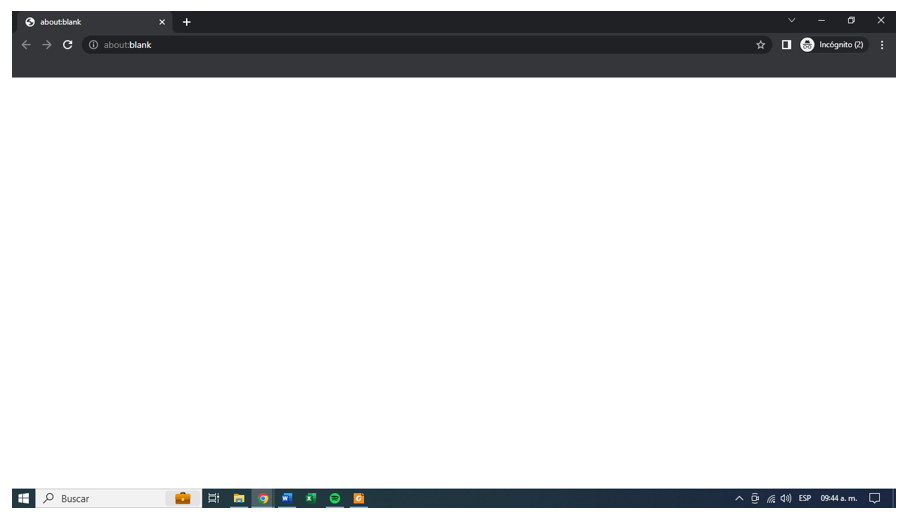 about:blank
about:blank
Incógnito (2)
Buscar
ESP 09:44 a. m.